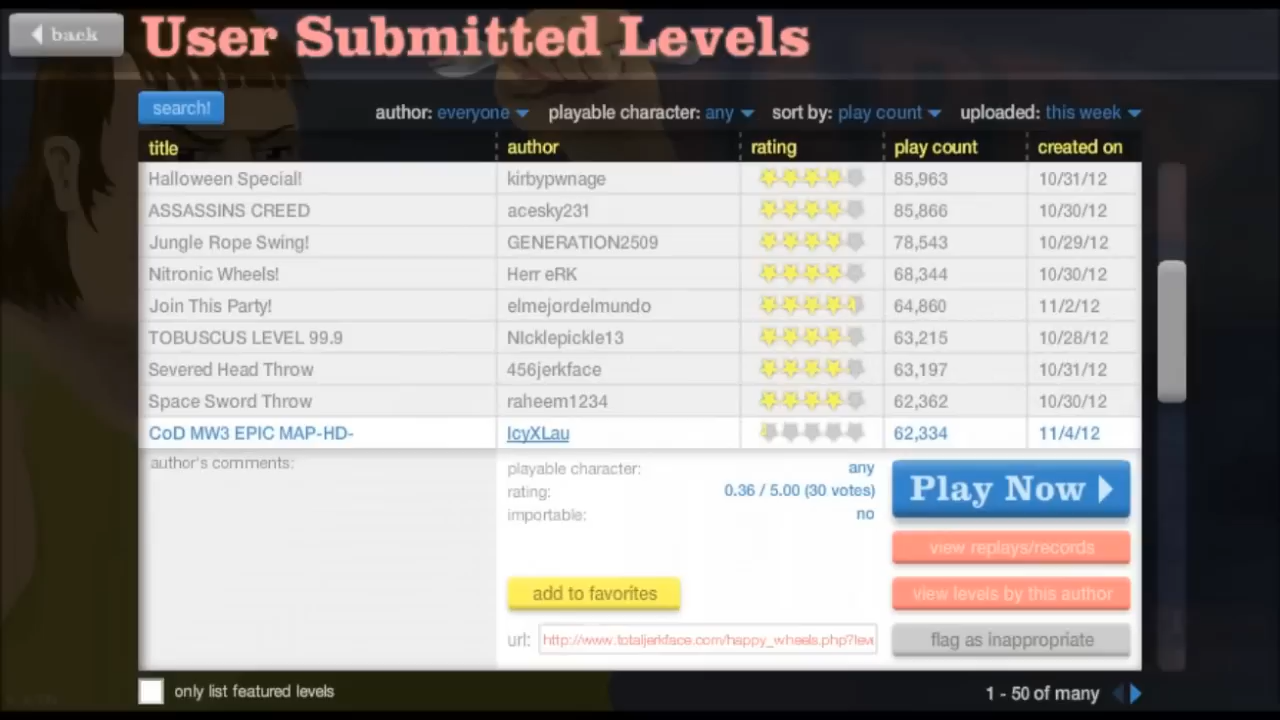 back
User Submitted Levels
search!
author: everyone playable character: any sort by: play count uploaded: this week
title author rating play count created on
Halloween Special! kirbypwnage 85,963 10/31/12
ASSASSINS CREED acesky231 85,866 10/30/12
Jungle Rope Swing! GENERATION2509 78,543 10/29/12
Nitronic Wheels! Herr eRK 68,344 10/30/12
Join This Party! elmejordelmundo 64,860 11/2/12
TOBUSCUS LEVEL 99.9 NIcklepickle13 63,215 10/28/12
Severed Head Throw 456jerkface 63,197 10/31/12
Space Sword Throw raheem1234 62,362 10/30/12
CoD MW3 EPIC MAP-HD- IcyXLau 62,334 11/4/12
author's comments:
playable character: any
rating: 0.36 / 5.00 (30 votes)
importable: no
add to favorites
url: http://www.totaljerkface.com/happy_wheels.php?leve
Play Now
view replays/records
view levels by this author
flag as inappropriate
only list featured levels
1 - 50 of many